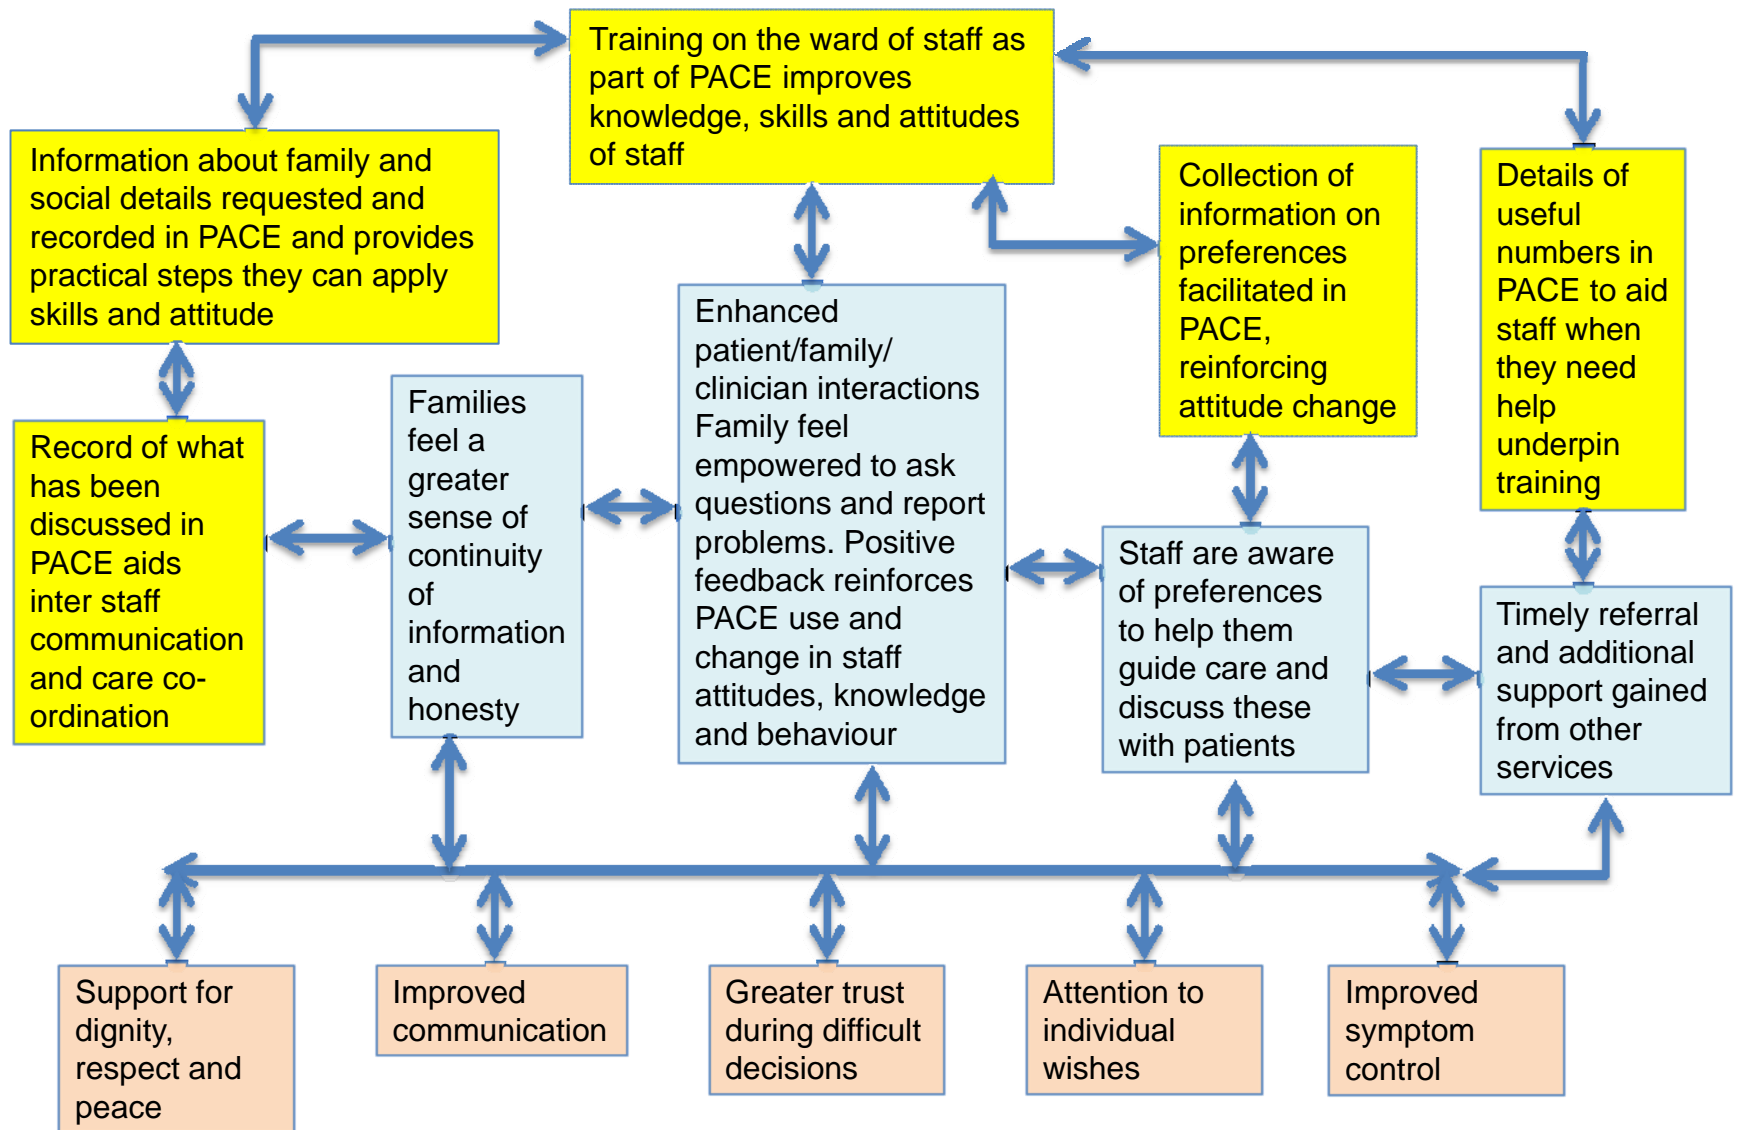 Training on the ward of staff as
part of PACE improves
knowledge, skills and attitudes
of staff
Information about family and
social details requested and
recorded in PACE and provides
practical steps they can apply
skills and attitude
Collection of
information on
preferences
facilitated in
PACE,
reinforcing
attitude change
Details of
useful
numbers in
PACE to aid
staff when
they need
help
underpin
training
Record of what
has been
discussed in
PACE aids
inter staff
communication
and care co-
ordination
Families
feel a
greater
sense of
continuity
of
information
and
honesty
Enhanced
patient/family/
clinician interactions
Family feel
empowered to ask
questions and report
problems. Positive
feedback reinforces
PACE use and
change in staff
attitudes, knowledge
and behaviour
Staff are aware
of preferences
to help them
guide care and
discuss these
with patients
Timely referral
and additional
support gained
from other
services
Support for
dignity,
respect and
peace
Improved
communication
Greater trust
during difficult
decisions
Attention to
individual
wishes
Improved
symptom
control